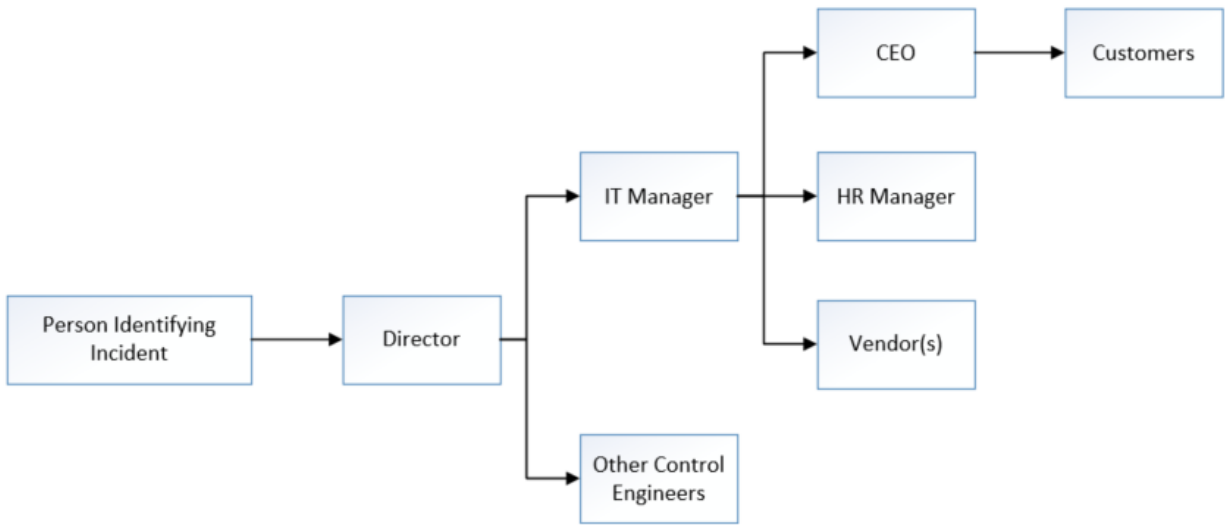 CEO
Customers
IT Manager
HR Manager
Person Identifying
Incident
Director
Vendor(s)
Other Control
Engineers